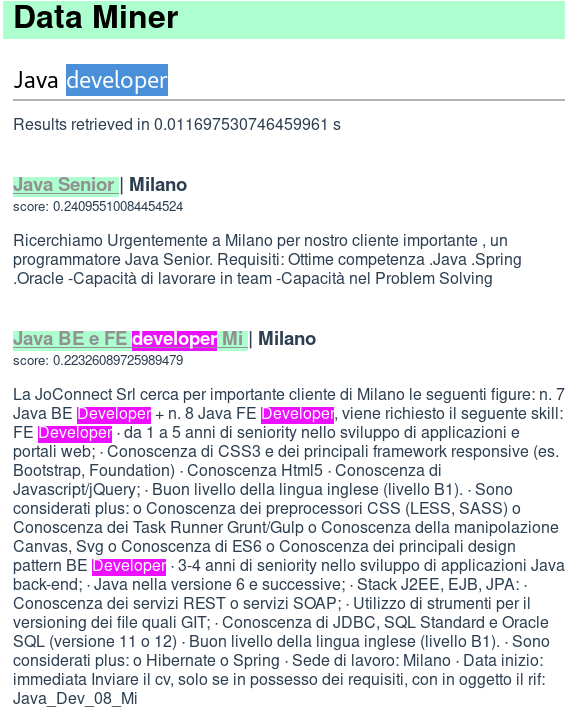 Data Miner
Java developer
Results retrieved in 0.011697530746459961 s
Java Senior | Milano
score: 0.24095510084454524
Ricerchiamo Urgentemente a Milano per nostro cliente importante , un
programmatore Java Senior. Requisiti: Ottime competenza .Java .Spring
.Oracle -Capacità di lavorare in team -Capacità nel Problem Solving
Java BE e FE developer Mi | Milano
score: 0.22326089725989479
La JoConnect Srl cerca per importante cliente di Milano le seguenti figure: n. 7
Java BE Developer + n. 8 Java FE Developer, viene richiesto il seguente skill:
FE Developer · da 1 a 5 anni di seniority nello sviluppo di applicazioni e
portali web; · Conoscenza di CSS3 e dei principali framework responsive (es.
Bootstrap, Foundation) · Conoscenza Html5 · Conoscenza di
Javascript/jQuery; · Buon livello della lingua inglese (livello B1). · Sono
considerati plus: o Conoscenza dei preprocessori CSS (LESS, SASS) o
Conoscenza dei Task Runner Grunt/Gulp o Conoscenza della manipolazione
Canvas, Svg o Conoscenza di ES6 o Conoscenza dei principali design
pattern BE Developer · 3-4 anni di seniority nello sviluppo di applicazioni Java
back-end; · Java nella versione 6 e successive; · Stack J2EE, EJB, JPA: ·
Conoscenza dei servizi REST o servizi SOAP; · Utilizzo di strumenti per il
versioning dei file quali GIT; · Conoscenza di JDBC, SQL Standard e Oracle
SQL (versione 11 o 12) · Buon livello della lingua inglese (livello B1). · Sono
considerati plus: o Hibernate o Spring · Sede di lavoro: Milano · Data inizio:
immediata Inviare il cv, solo se in possesso dei requisiti, con in oggetto il rif:
Java_Dev_08_Mi